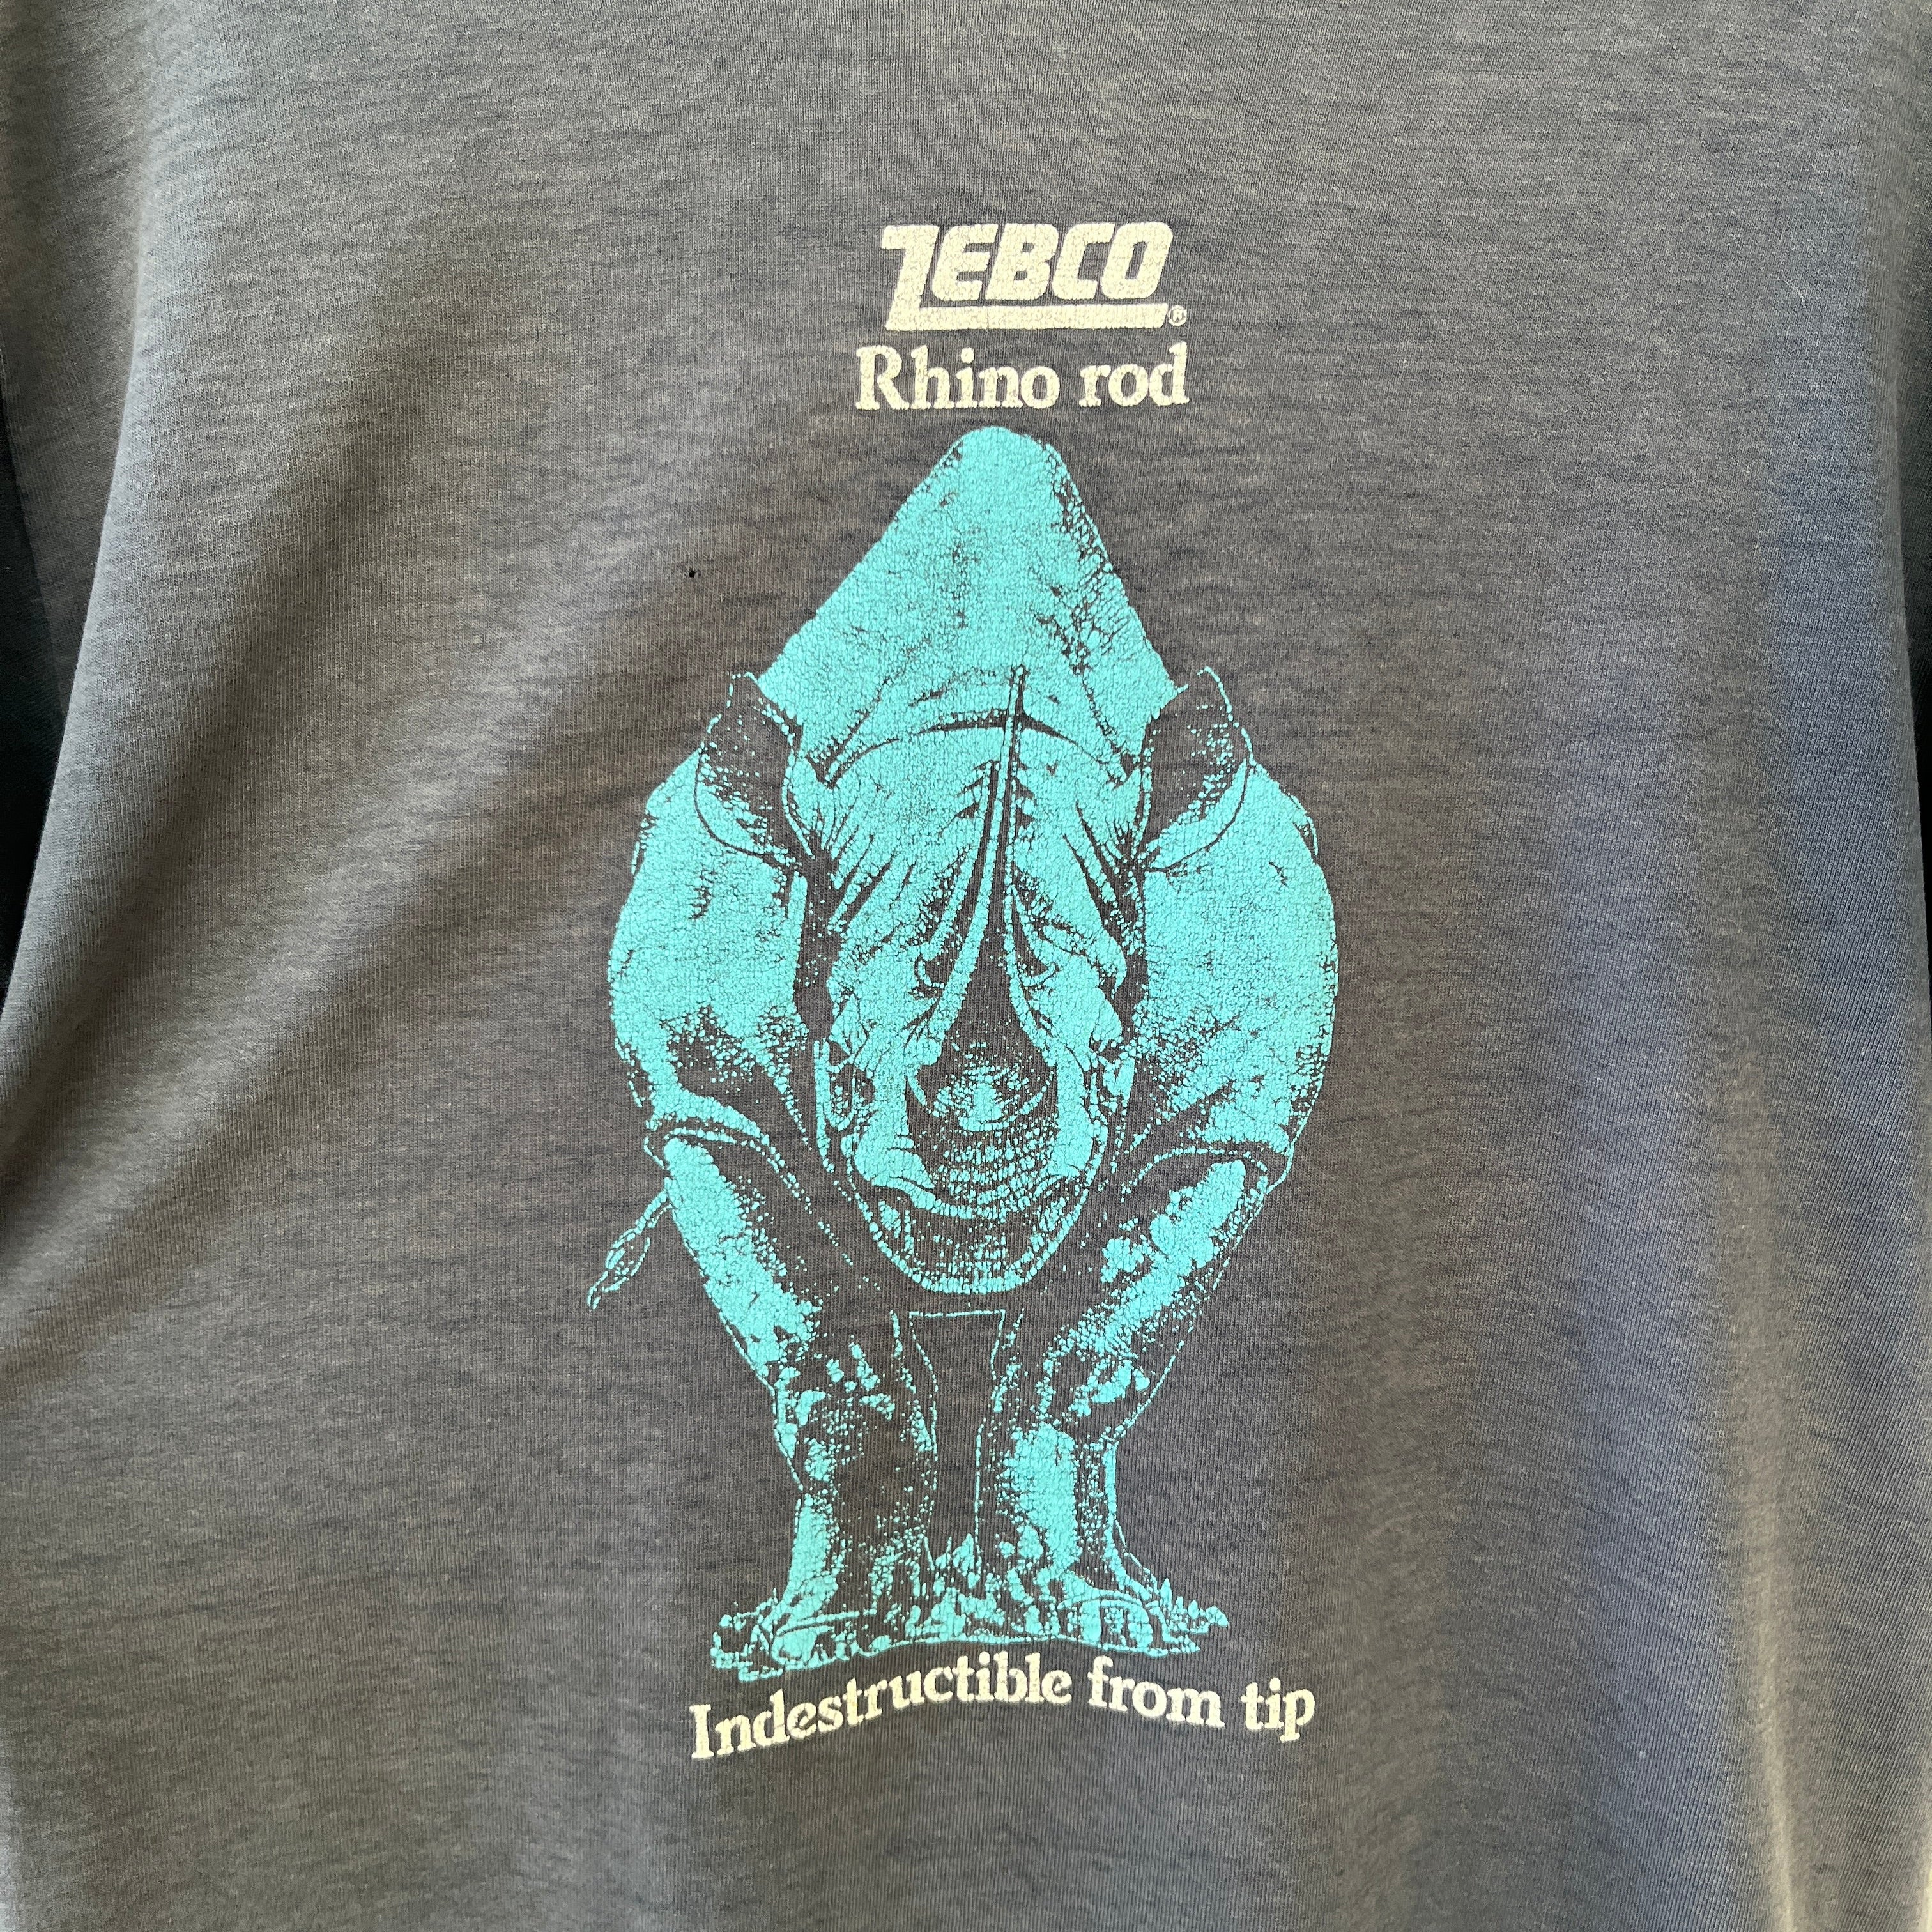 ZEBCO®
Rhino rod
Indestructible from tip